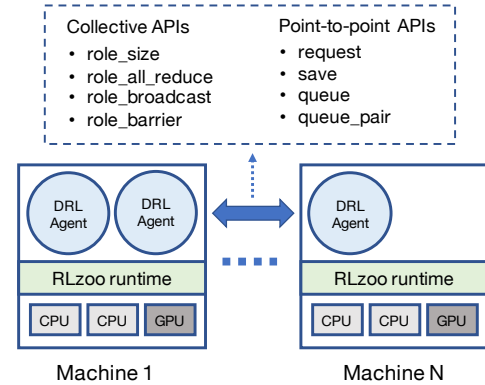 Collective APIs
• role_size
• role_all_reduce
• role_broadcast
• role_barrier
Point-to-point APIs
• request
• save
• queue
• queue_pair
DRL
Agent
DRL
Agent
RLzoo runtime
CPU
CPU
GPU
Machine 1
DRL
Agent
RLzoo runtime
CPU
CPU
GPU
Machine N